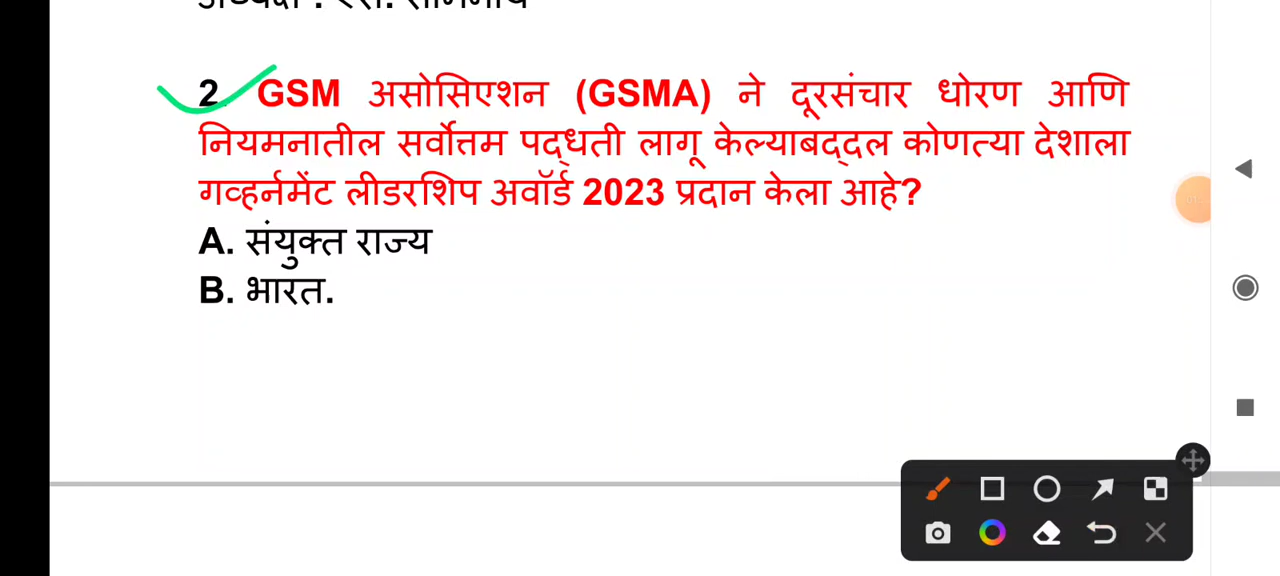 2 GSM असोसिएशन (GSMA) ने दूरसंचार धोरण आणि
नियमनातील सर्वोत्तम पद्धती लागू केल्याबद्दल कोणत्या देशाला
गव्हर्नमेंट लीडरशिप अवॉर्ड 2023 प्रदान केला आहे?
A. संयुक्त राज्य
B. भारत.